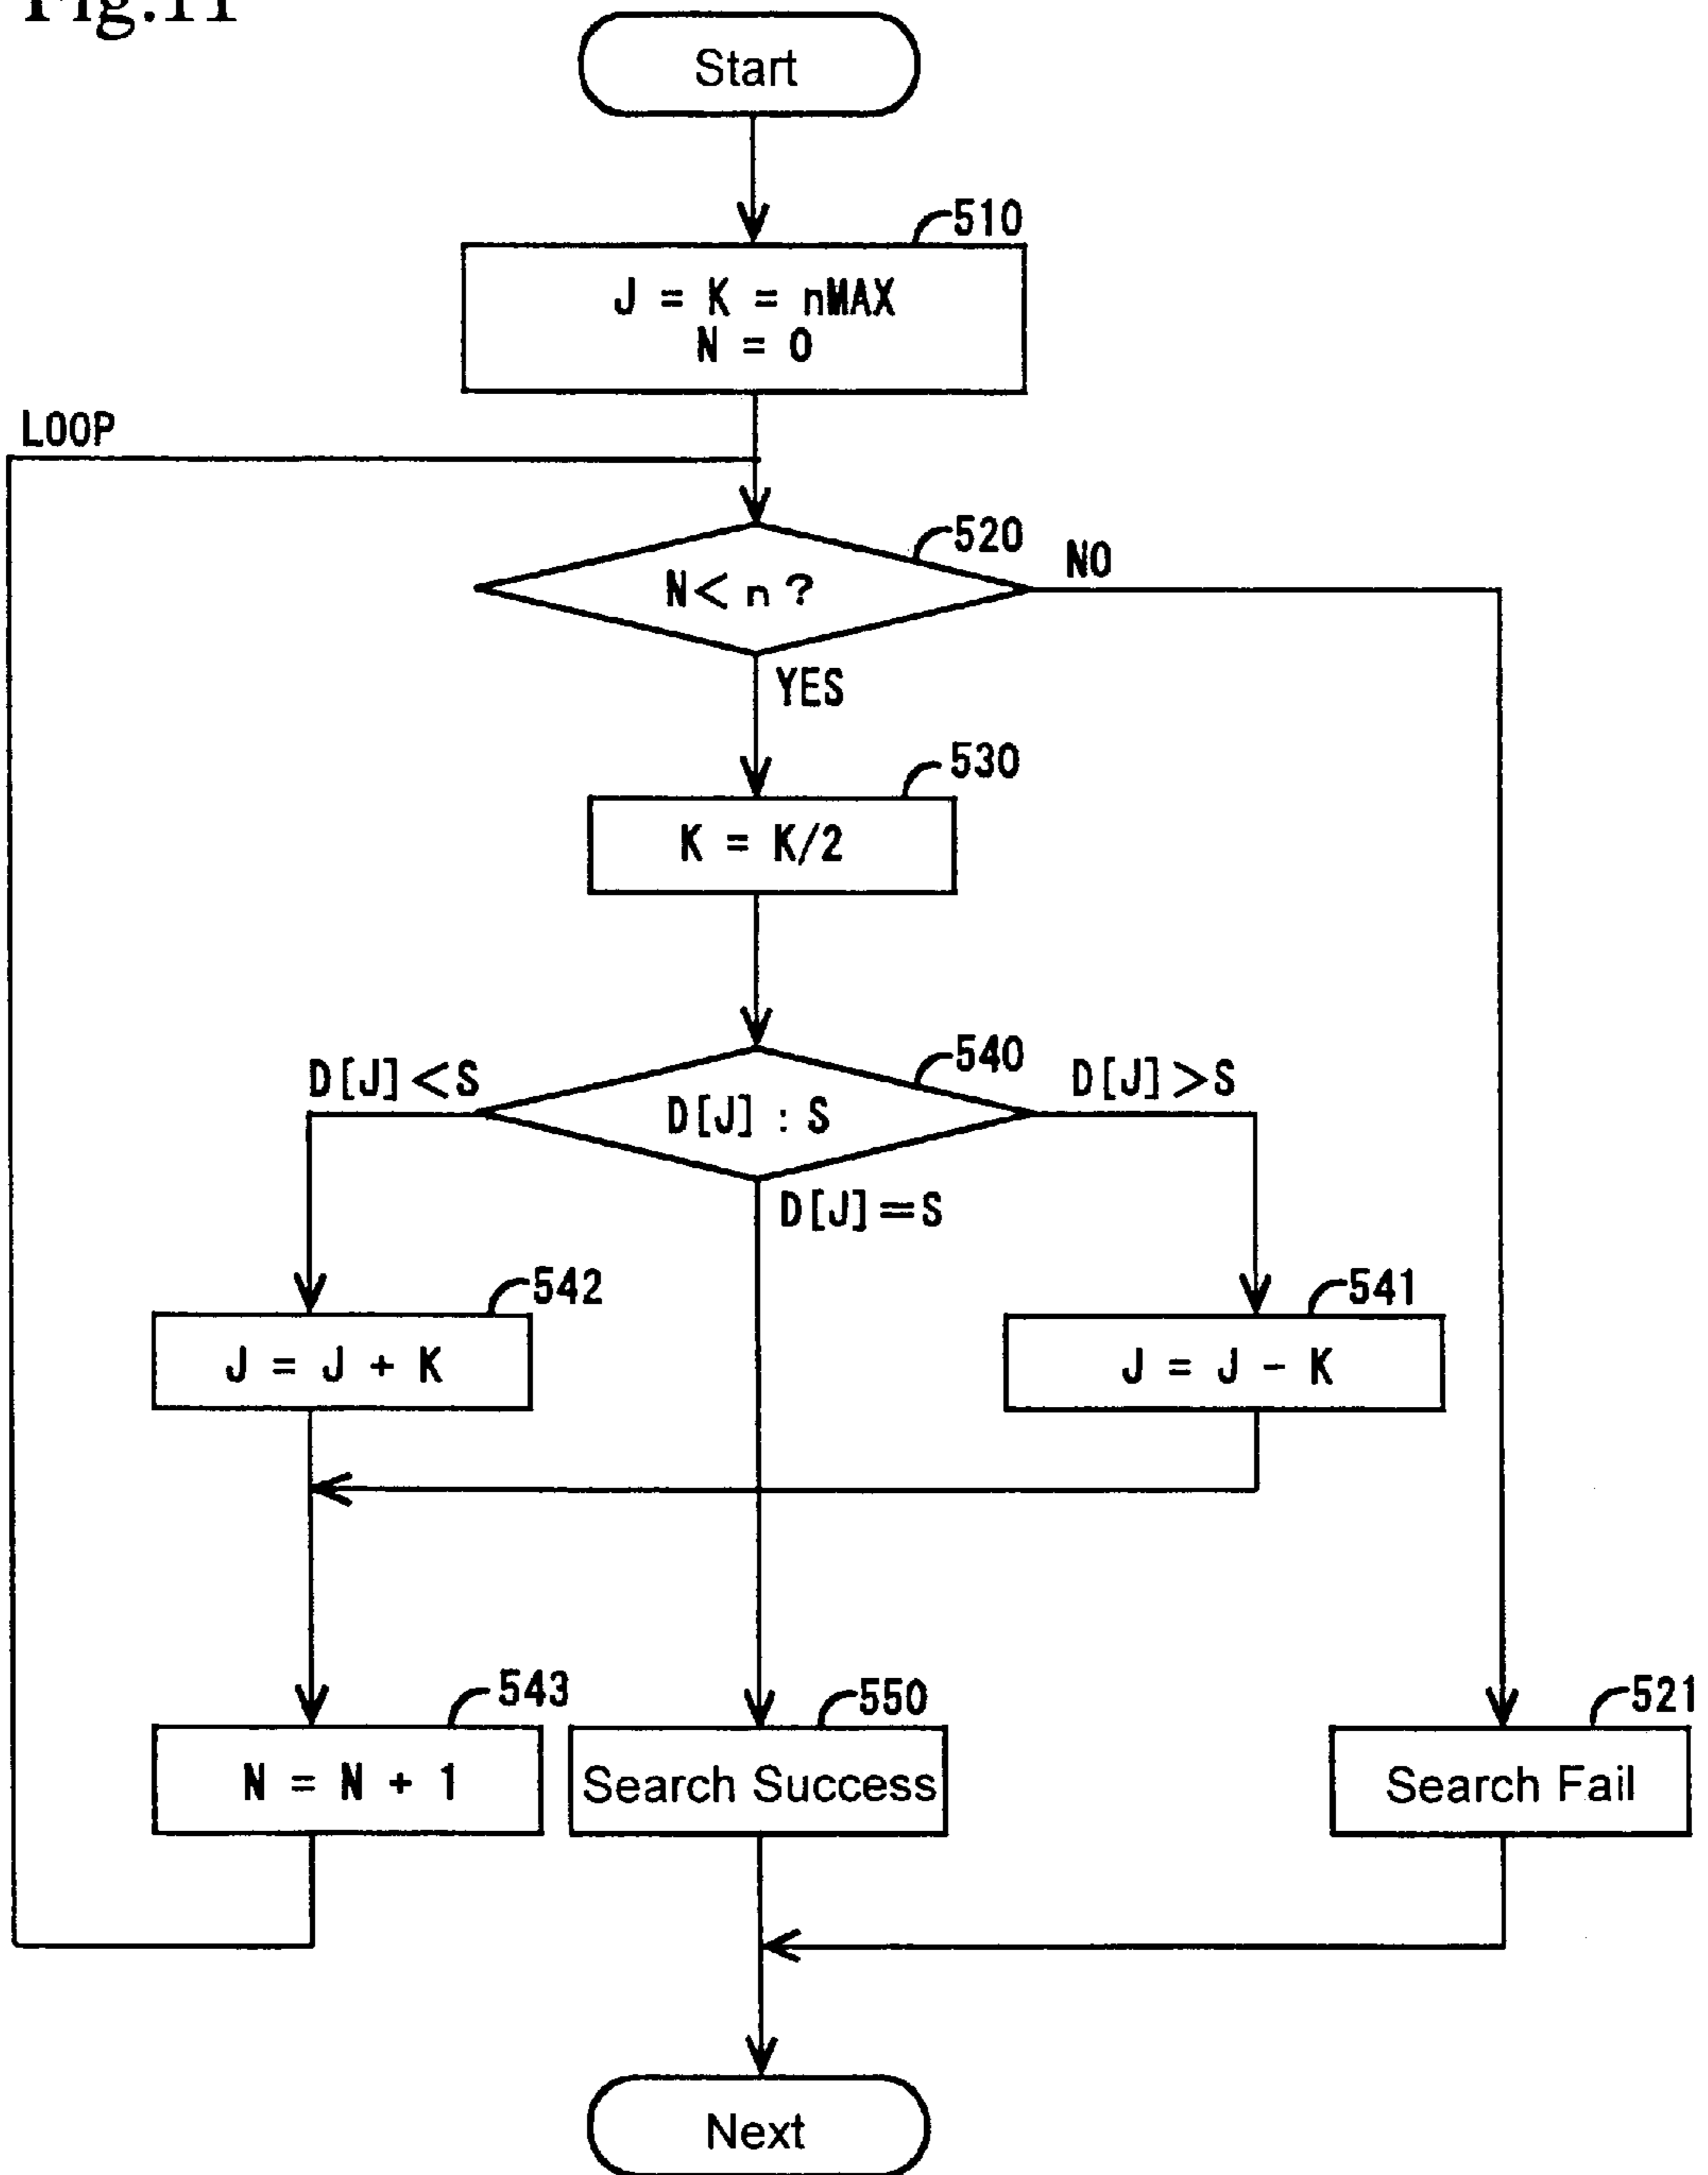 Fig.11
Start
510
J = K = nMAX
N = 0
LOOP
520
N< n ?
NO
YES
530
K = K/2
540
D[J]<S
D[J] : S
D[J]>S
D[J]=S
542
J = J + K
541
J = J - K
543
N = N + 1
550
Search Success
521
Search Fail
Next